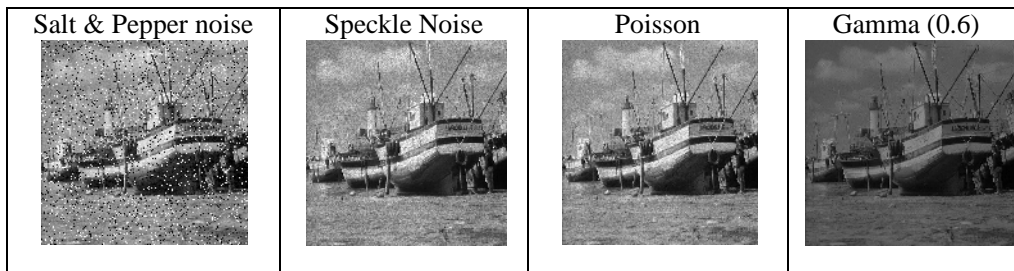 Salt & Pepper noise
Speckle Noise
Poisson
Gamma (0.6)